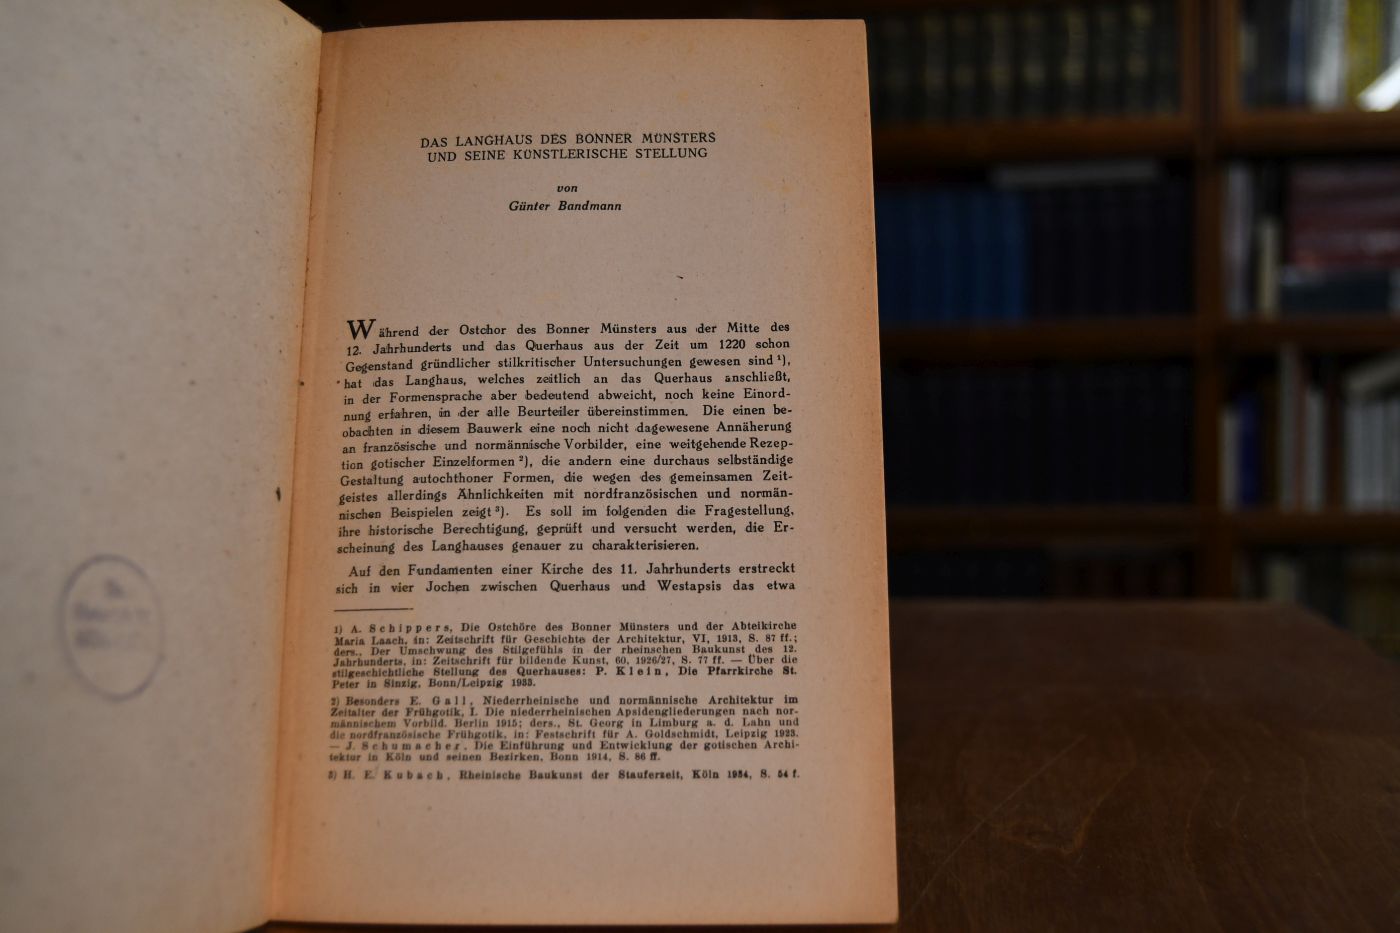 DAS LANGHAUS DES BONNER MÜNSTERS
UND SEINE KÜNSTLERISCHE STELLUNG
von
Günter Bandmann
Während der Ostchor des Bonner Münsters aus der Mitte des
12. Jahrhunderts und das Querhaus aus der Zeit um 1220 schon
Gegenstand gründlicher stilkritischer Untersuchungen gewesen sind ¹),
hat das Langhaus, welches zeitlich an das Querhaus anschließt,
in der Formensprache aber bedeutend abweicht, noch keine Einord-
nung erfahren, in der alle Beurteiler übereinstimmen. Die einen be-
obachten in diesem Bauwerk eine noch nicht dagewesene Annäherung
an französische und normännische Vorbilder, eine weitgehende Rezep-
tion gotischer Einzelformen ²), die andern eine durchaus selbständige
Gestaltung autochthoner Formen, die wegen des gemeinsamen Zeit-
geistes allerdings Ähnlichkeiten mit nordfranzösischen und normän-
nischen Beispielen zeigt ³). Es soll im folgenden die Fragestellung,
ihre historische Berechtigung, geprüft und versucht werden, die Er-
scheinung des Langhauses genauer zu charakterisieren.
Auf den Fundamenten einer Kirche des 11. Jahrhunderts erstreckt
sich in vier Jochen zwischen Querhaus und Westapsis das etwa
1) A. Schippers, Die Ostchöre des Bonner Münsters und der Abteikirche
Maria Laach, in: Zeitschrift für Geschichte der Architektur, VI, 1913, S. 87 ff.;
ders., Der Umschwung des Stilgefühls in der rheinschen Baukunst des 12.
Jahrhunderts, in: Zeitschrift für bildende Kunst, 60, 1926/27, S. 77 ff. — Über die
stilgeschichtliche Stellung des Querhauses: P. Klein, Die Pfarrkirche St.
Peter in Sinzig, Bonn/Leipzig 1933.
2) Besonders E. Gall, Niederrheinische und normännische Architektur im
Zeitalter der Frühgotik, I. Die niederrheinischen Apsidengliederungen nach nor-
männischem Vorbild. Berlin 1915; ders., St. Georg in Limburg a. d. Lahn und
die nordfranzösische Frühgotik, in: Festschrift für A. Goldschmidt, Leipzig 1923.
— J. Schumacher, Die Einführung und Entwicklung der gotischen Archi-
tektur in Köln und seinen Bezirken, Bonn 1914, S. 86 ff.
3) H. E. Kubach, Rheinische Baukunst der Stauferzeit, Köln 1934, S. 54 f.